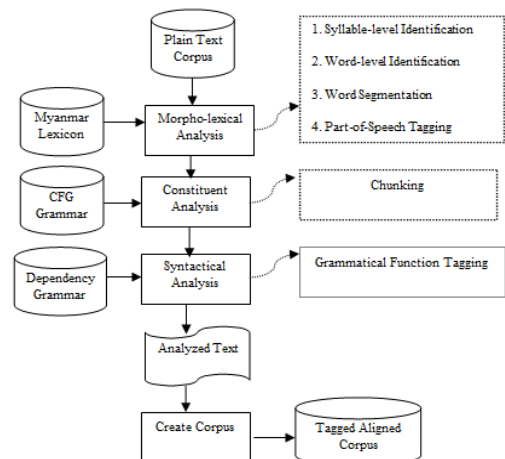 Plain Text
Corpus
1. Syllable-level Identification
2. Word-level Identification
3. Word Segmentation
4. Part-of-Speech Tagging
Myanmar
Lexicon
Morpho-lexical
Analysis
CFG
Grammar
Constituent
Analysis
Chunking
Dependency
Grammar
Syntactical
Analysis
Grammatical Function Tagging
Analyzed Text
Create Corpus
Tagged Aligned
Corpus